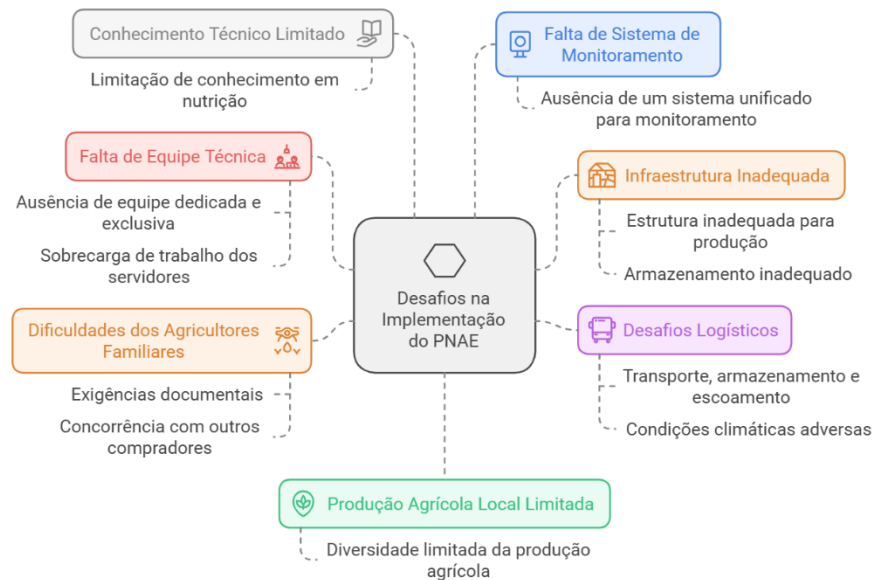 Conhecimento Técnico Limitado
Limitação de conhecimento em
nutrição
Falta de Sistema de
Monitoramento
Ausência de um sistema unificado
para monitoramento
Falta de Equipe Técnica
Ausência de equipe dedicada e
exclusiva
Sobrecarga de trabalho dos
servidores
Infraestrutura Inadequada
Estrutura inadequada para
produção
Armazenamento inadequado
Desafios na
Implementação
do PNAE
Dificuldades dos Agricultores
Familiares
Exigências documentais
Concorrência com outros
compradores
Desafios Logísticos
Transporte, armazenamento e
escoamento
Condições climáticas adversas
Produção Agrícola Local Limitada
Diversidade limitada da produção
agrícola